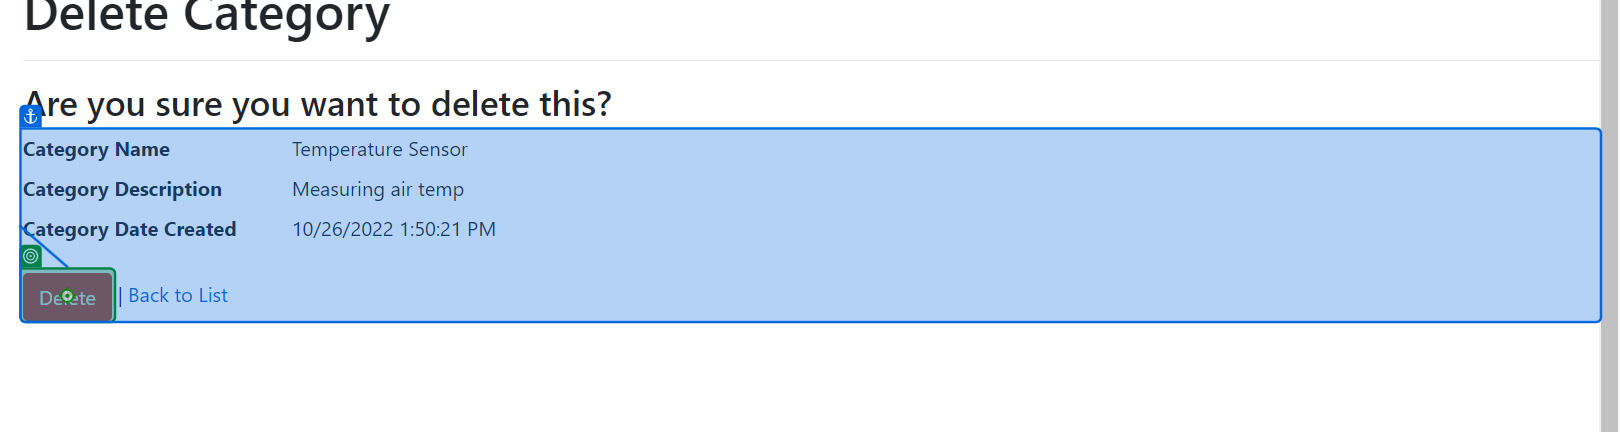 Delete Category
Are you sure you want to delete this?
Category Name Temperature Sensor
Category Description Measuring air temp
Category Date Created 10/26/2022 1:50:21 PM
Delete | Back to List